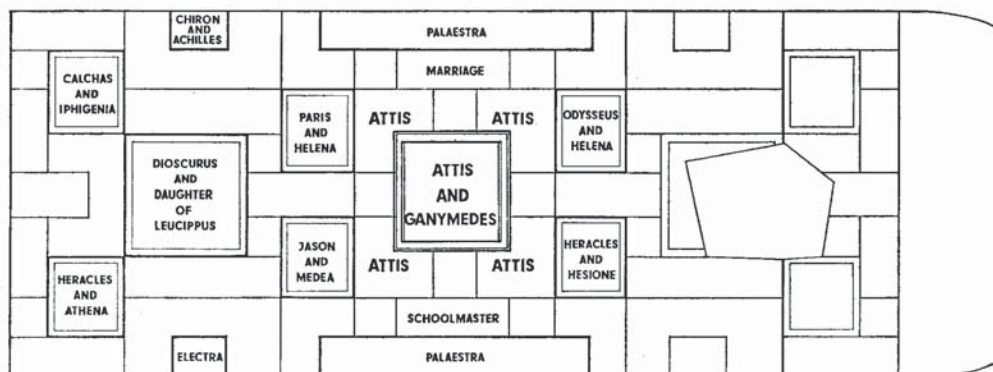 CHIRON
AND
ACHILLES
PALAESTRA
MARRIAGE
CALCHAS
AND
IPHIGENIA
PARIS
AND
HELENA
ATTIS
ATTIS
ODYSSEUS
AND
HELENA
DIOSCURUS
AND
DAUGHTER
OF
LEUCIPPUS
ATTIS
AND
GANYMEDES
JASON
AND
MEDEA
ATTIS
ATTIS
HERACLES
AND
HESIONE
HERACLES
AND
ATHENA
SCHOOLMASTER
ELECTRA
PALAESTRA